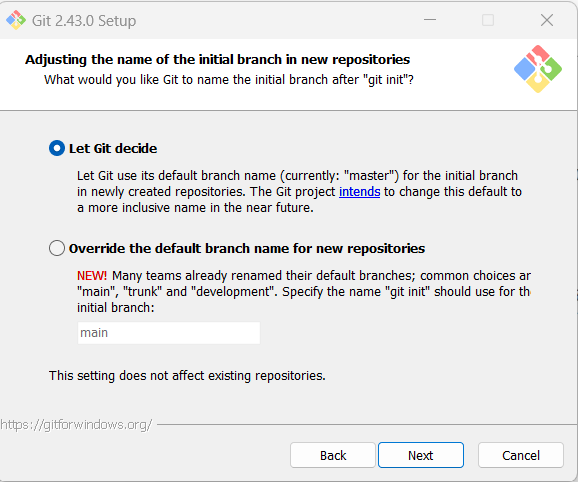 Git 2.43.0 Setup
Adjusting the name of the initial branch in new repositories
What would you like Git to name the initial branch after "git init"?
Let Git decide
Let Git use its default branch name (currently: "master") for the initial branch
in newly created repositories. The Git project intends to change this default to
a more inclusive name in the near future.
Override the default branch name for new repositories
NEW! Many teams already renamed their default branches; common choices ar
"main", "trunk" and "development". Specify the name "git init" should use for th
initial branch:
main
This setting does not affect existing repositories.
https://gitforwindows.org/
Back
Next
Cancel